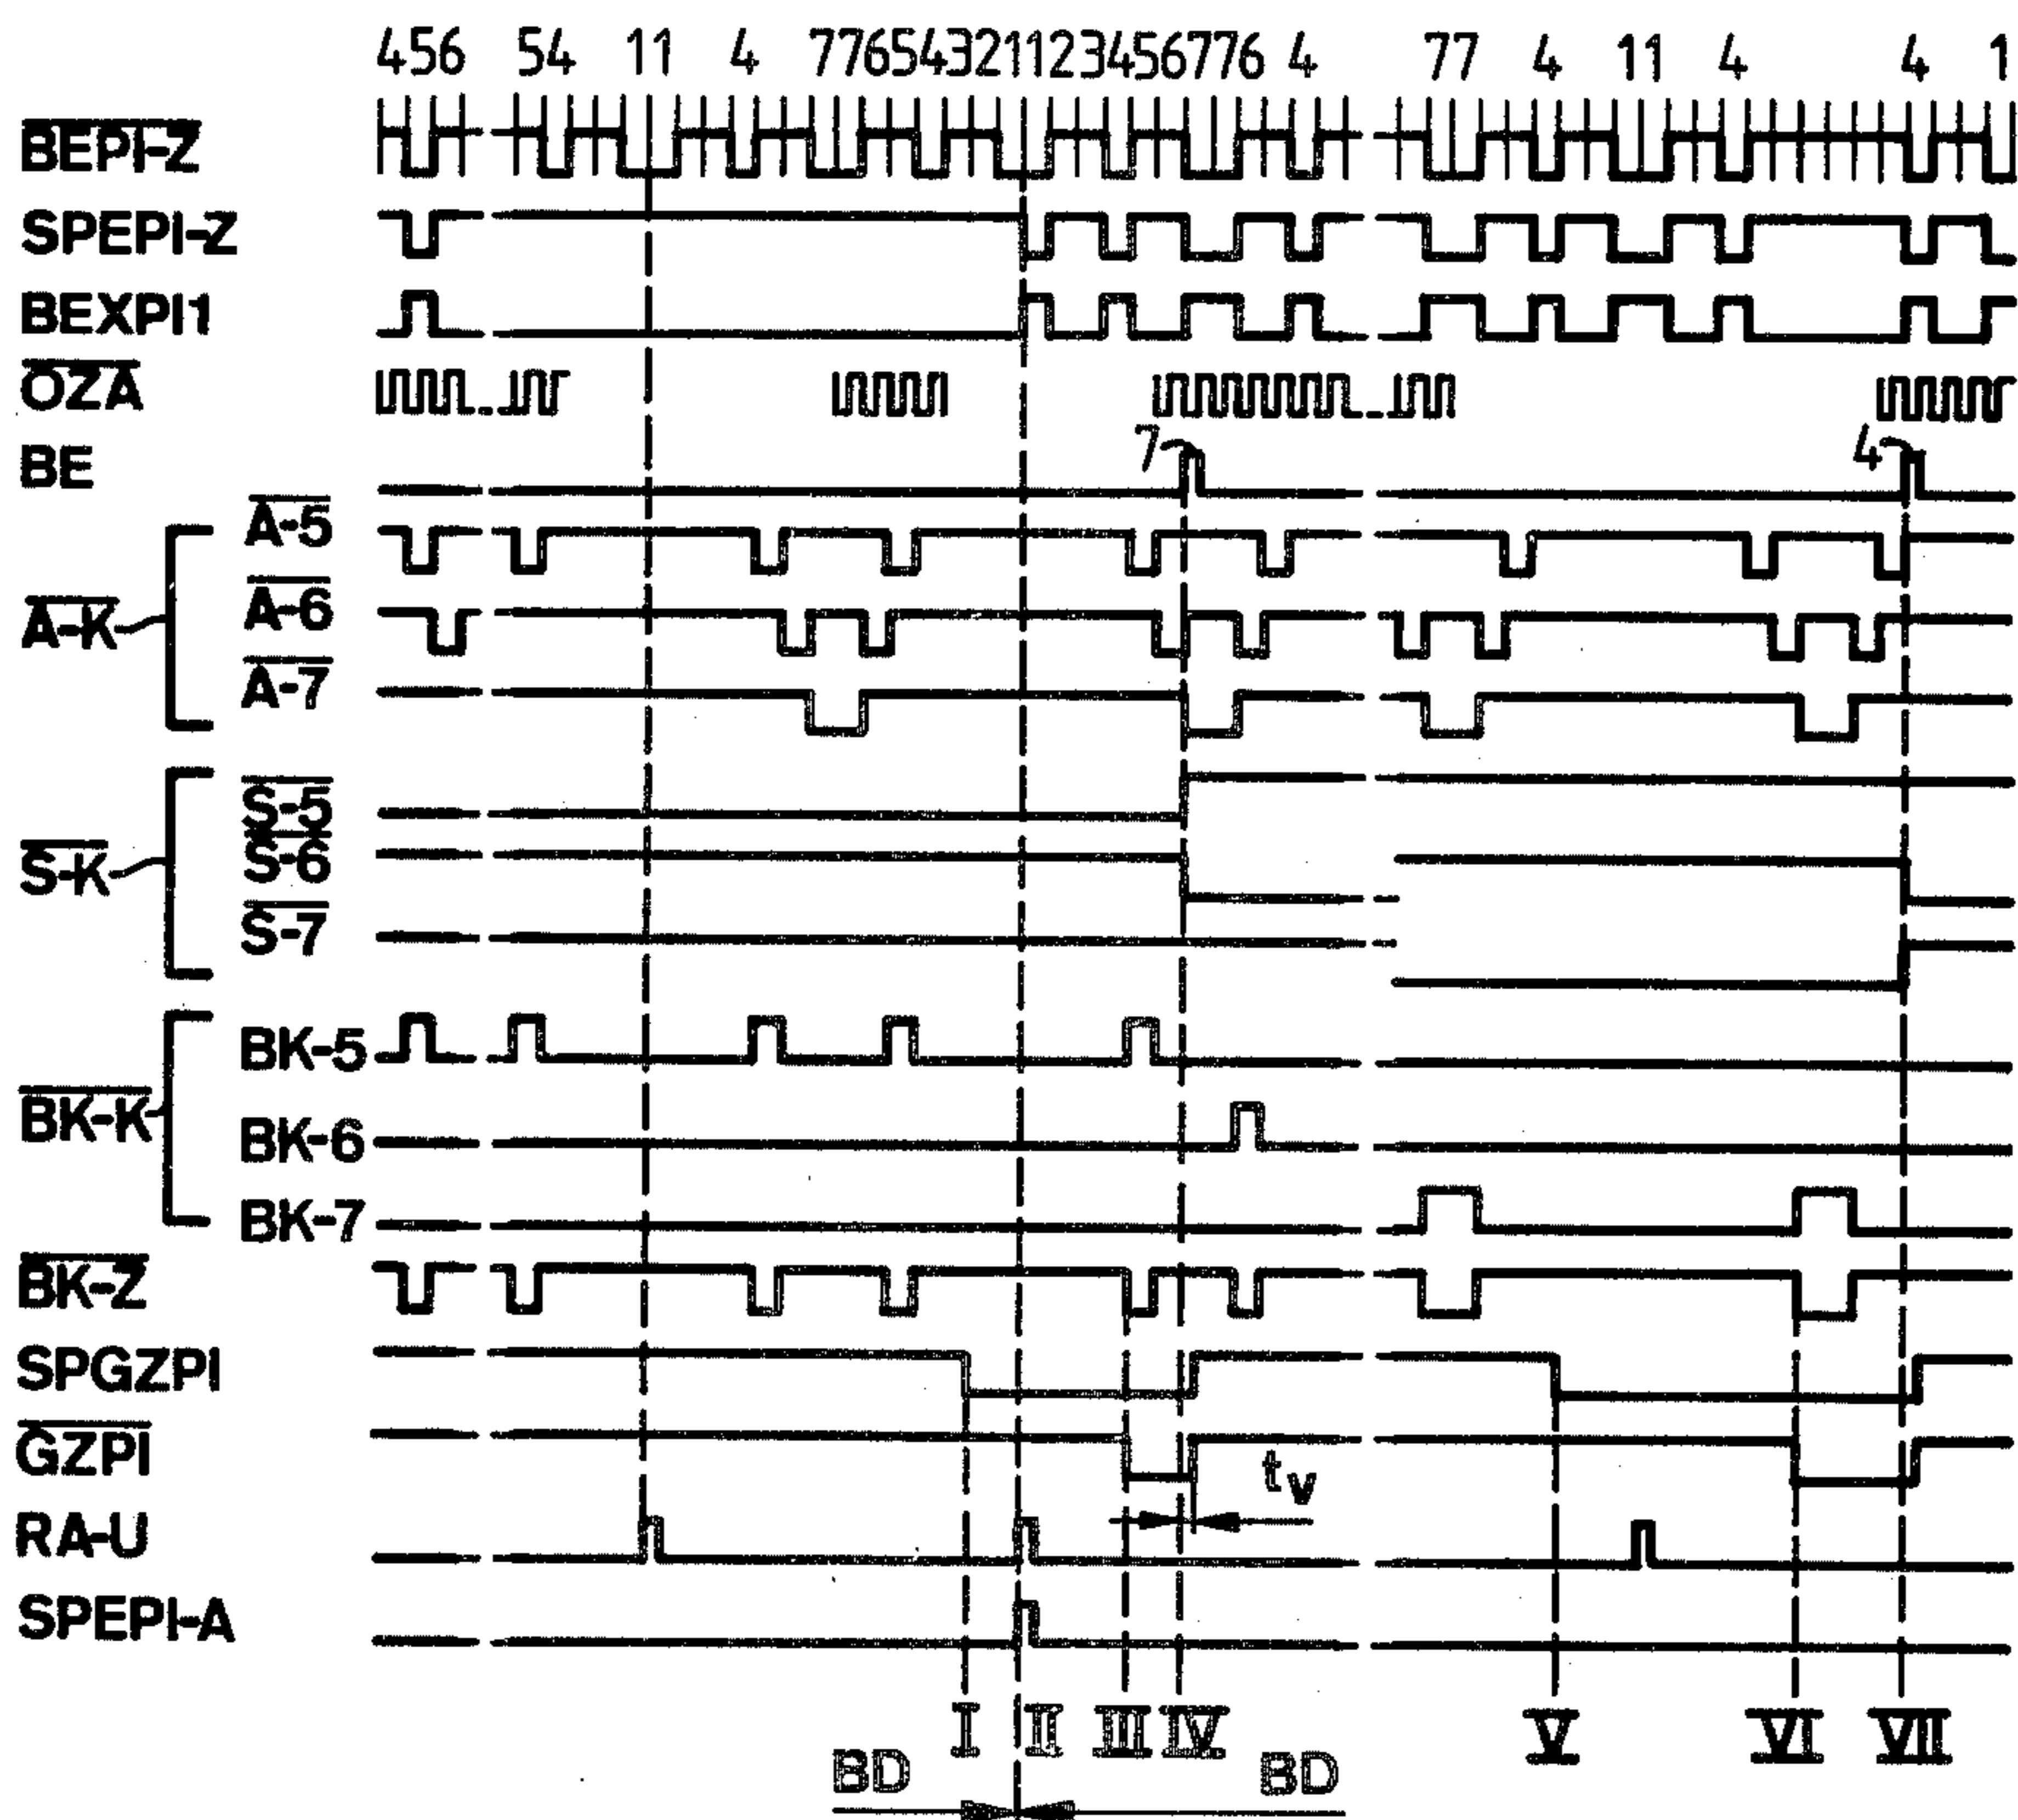 456 54 11 4 7765432112345677 6 4 77 4 11 4 4 1
BEPI-Z
SPEPI-Z
BEXPI1
OZA
BE 7 4
A-5
A-K A-6
A-7
S-5
S-K S-6
S-7
BK-5
BK-K BK-6
BK-7
BK-Z
SPGZPI
GZPI tv
RA-U
SPEPI-A
I II III IV V VI VII
BD BD